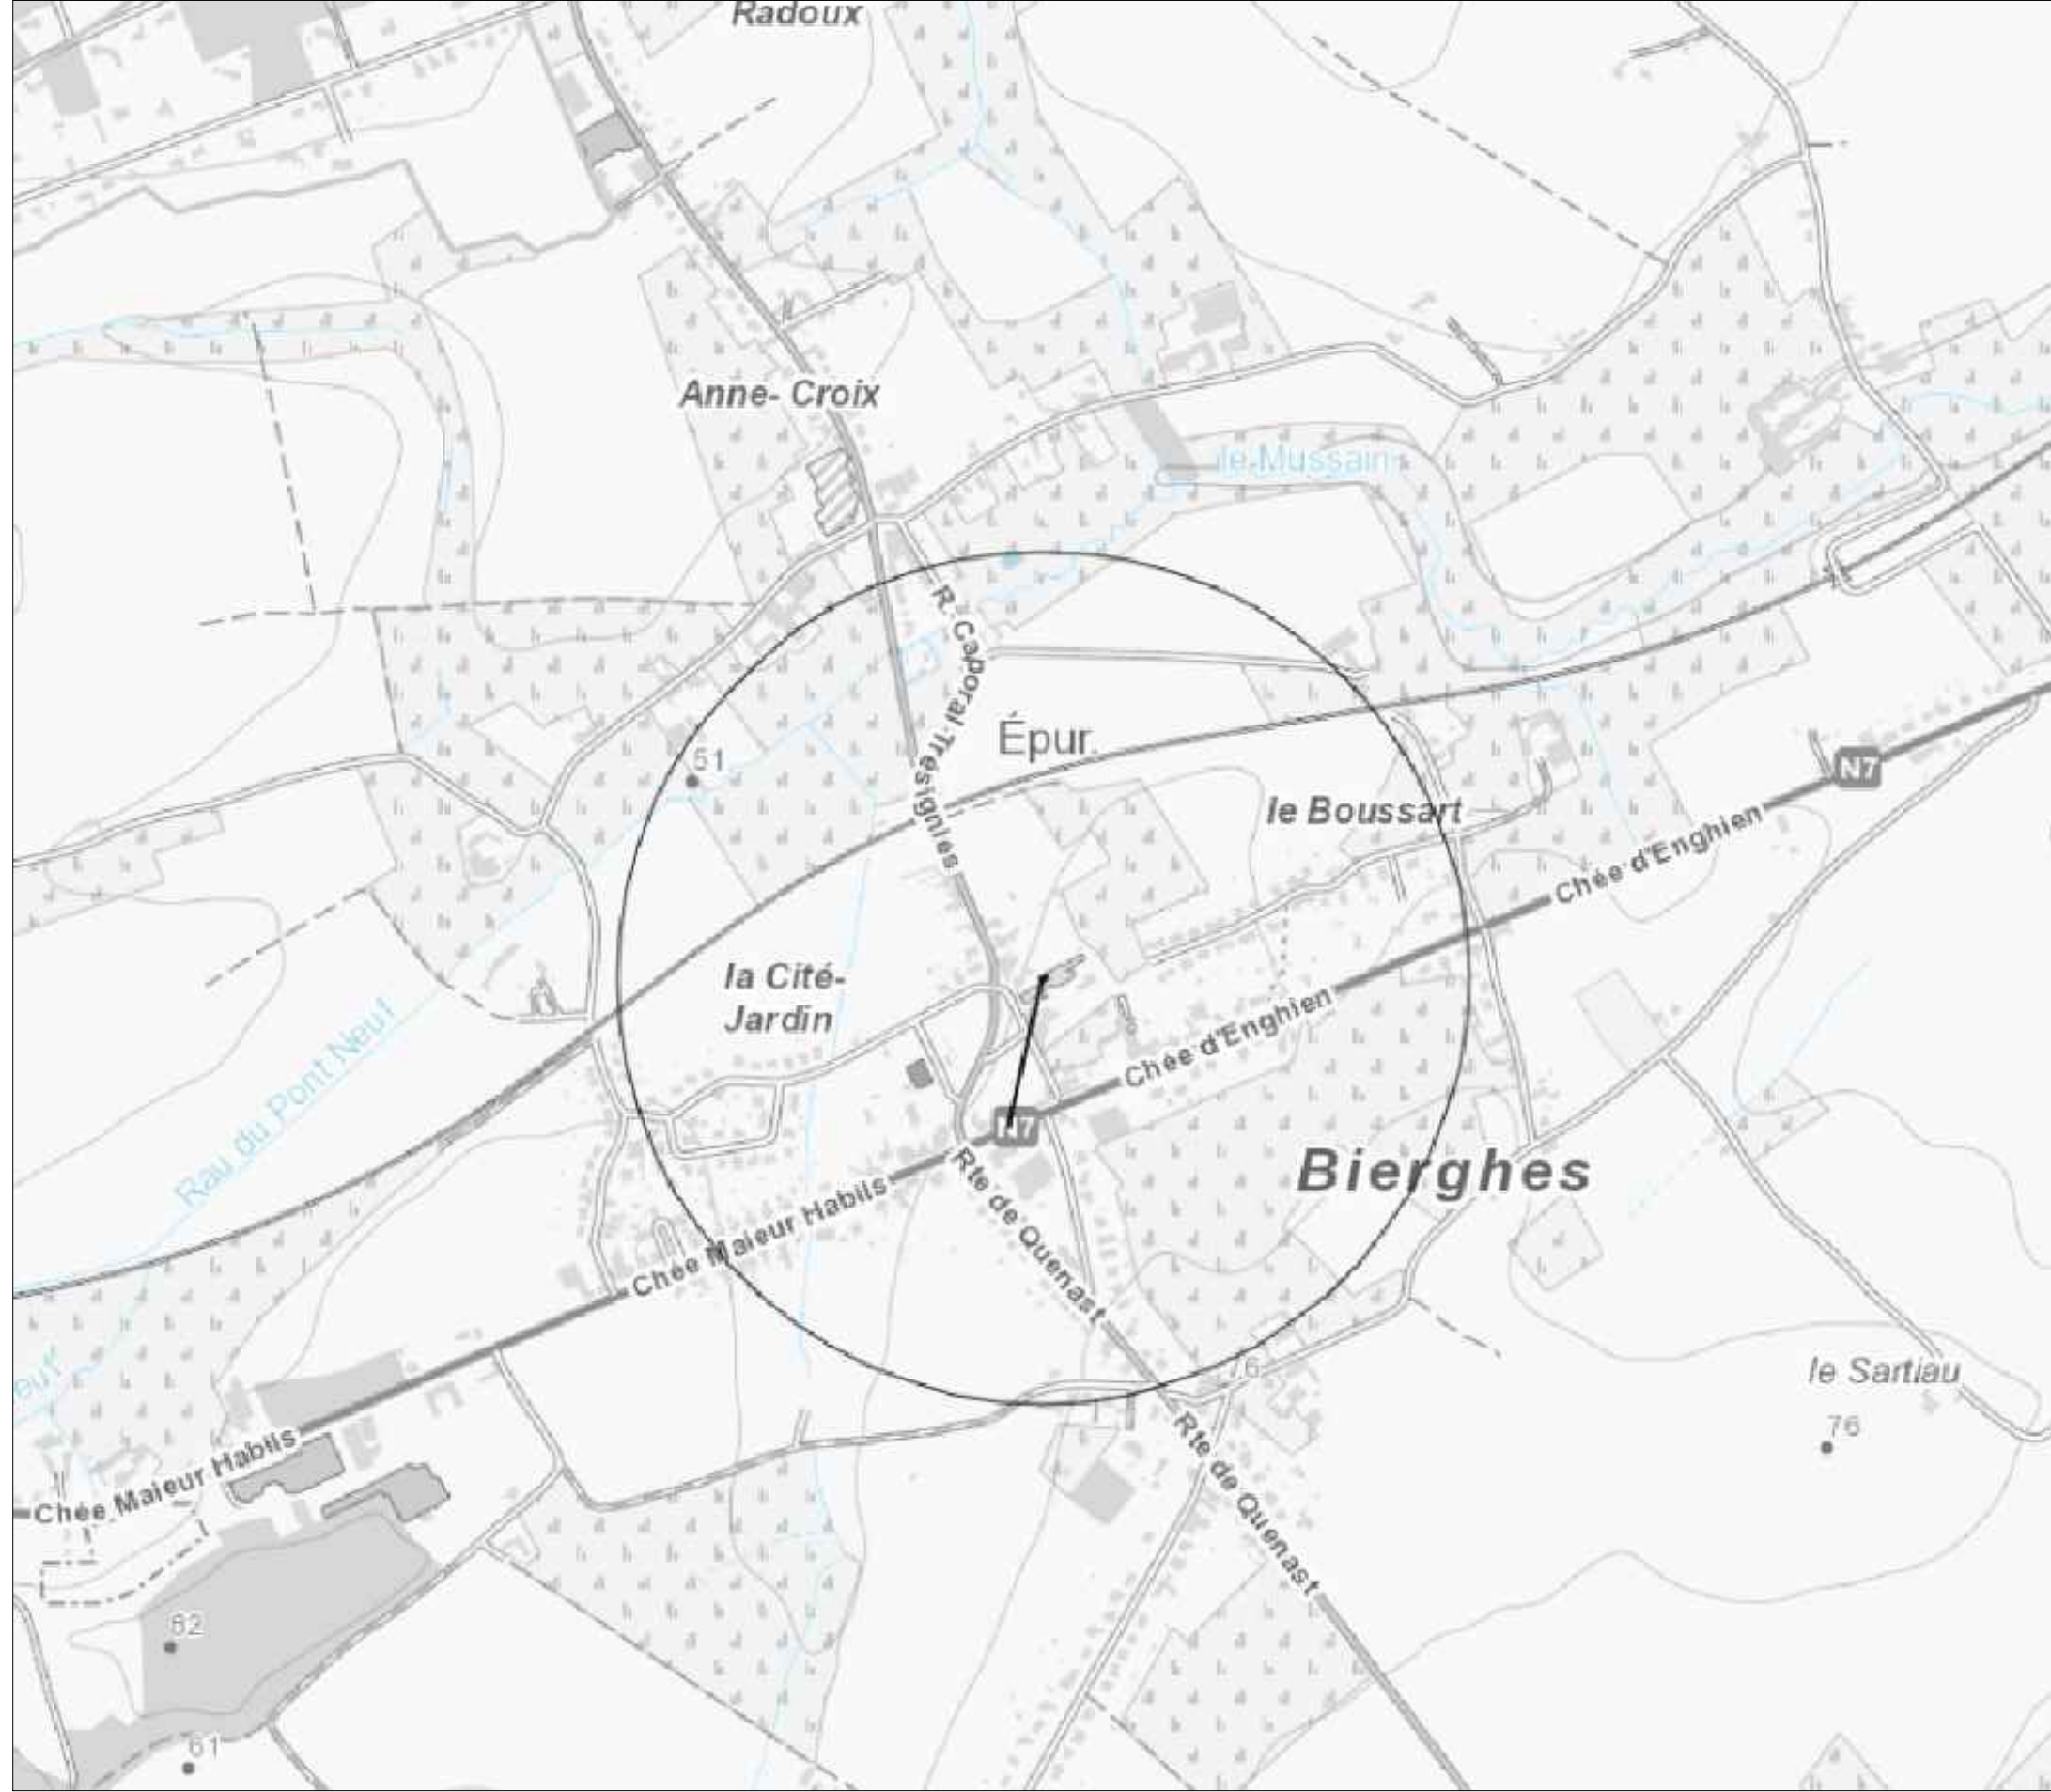 Radoux
Anne- Croix
le-Mussain
R. Caporal Trésignies
Épur.
51
N7
le Boussart
Chée d'Enghien
la Cité-
Jardin
Chée d'Enghien
Rau du Pont Neuf
N7
Bierghes
Rte de Quenast
Chée Maieur Habils
76
le Sartiau
76
Chée Maieur Habils
Rte de Quenast
62
61